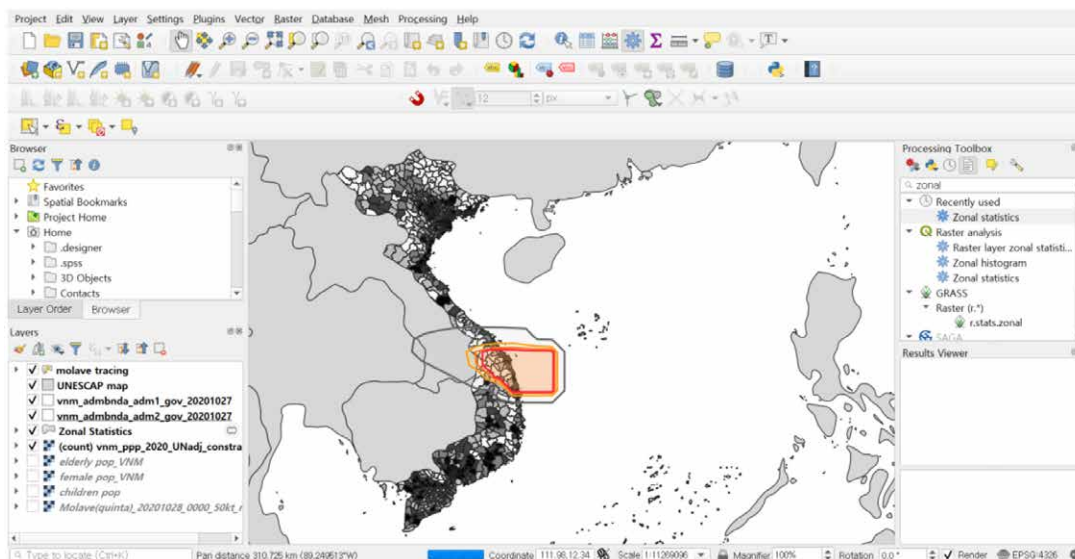 Project Edit View Layer Settings Plugins Vector Raster Database Mesh Processing Help
12 px
Browser
Favorites
Spatial Bookmarks
Project Home
Home
.designer
.spss
3D Objects
Contacts
Layer Order Browser
Layers
molave tracing
UNESCAP map
vnm_admbnda_adm1_gov_20201027
vnm_admbnda_adm2_gov_20201027
Zonal Statistics
(count) vnm_ppp_2020_UNadj_constra
elderly pop_VNM
female pop_VNM
children pop
Molave(quinta)_20201028_0000_50kt_r
Processing Toolbox
zonal
Recently used
Zonal statistics
Raster analysis
Raster layer zonal statisti...
Zonal histogram
Zonal statistics
GRASS
Raster (r.*)
r.stats.zonal
SAGA
Results Viewer
Type to locate (Ctrl+K) Pan distance 310.725 km (89.249513°W) Coordinate 111.98,12.34 Scale 1:11269096 Magnifier 100% Rotation 0.0 Render EPSG:4326